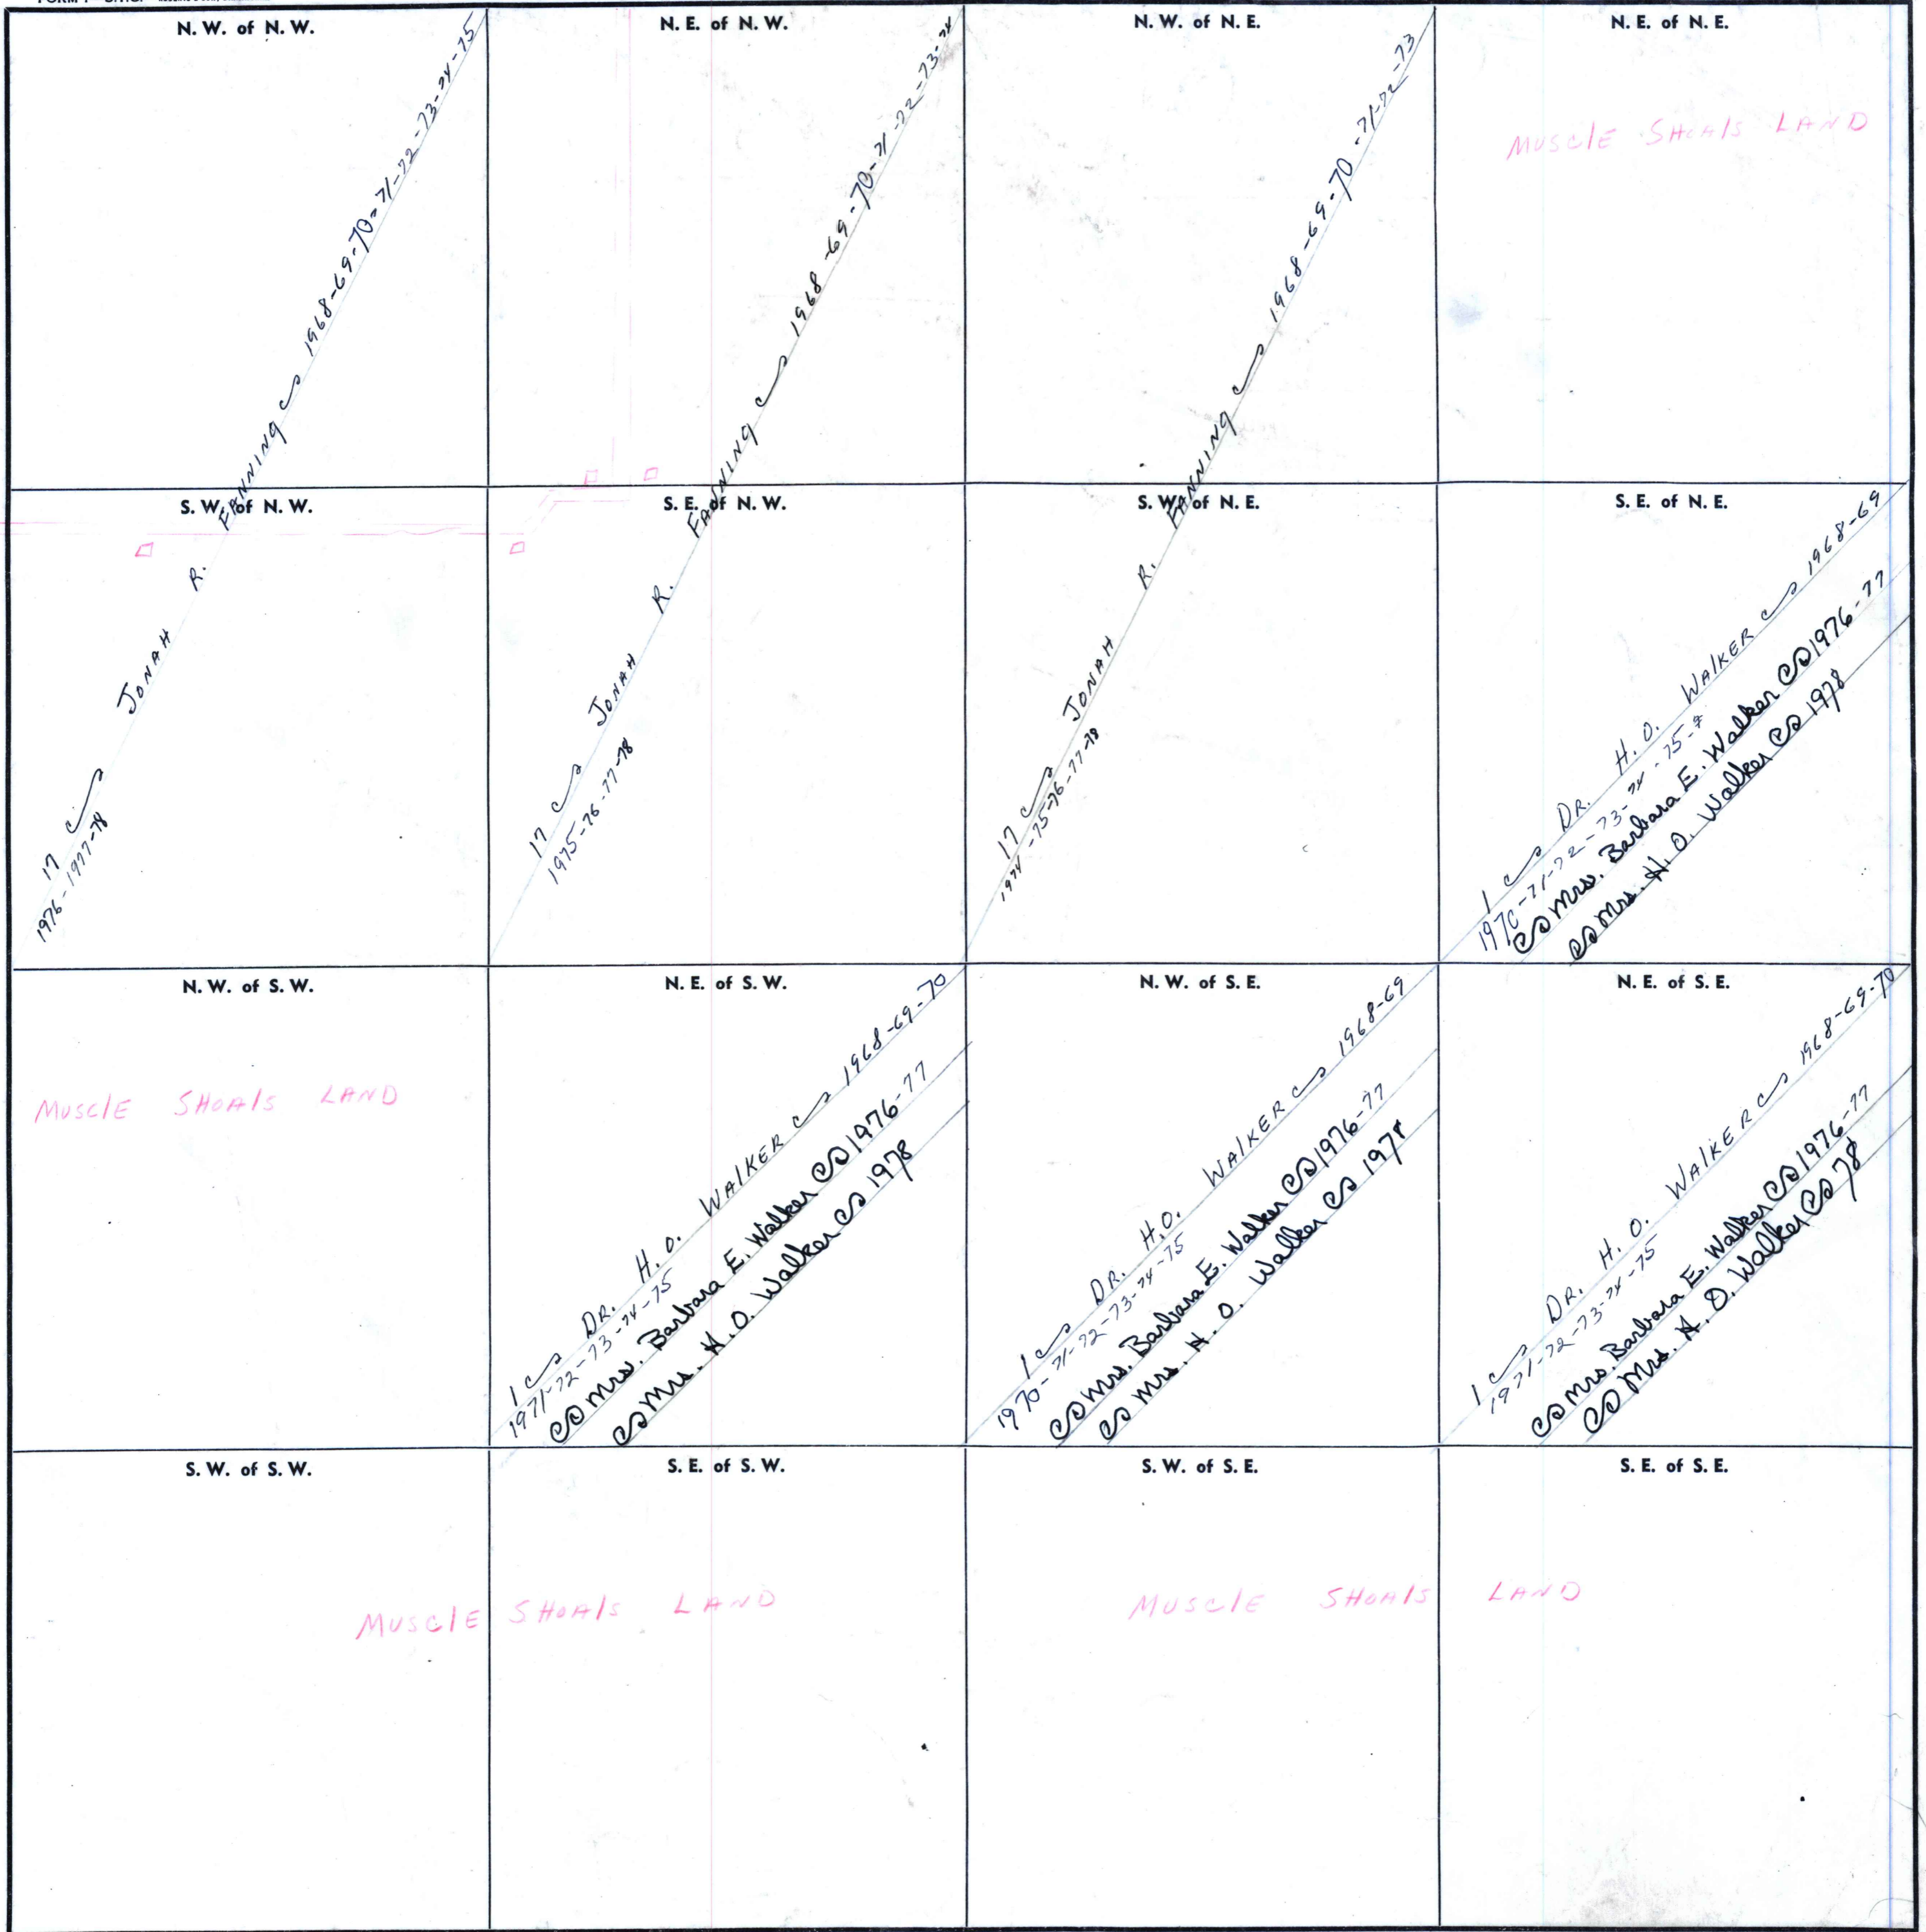 FORM 1
N. W. of N. W.
N. E. of N. W.
N. W. of N. E.
N. E. of N. E.
17 JONAH R. FANNING 1968-69-70-71-72-73-74-75
1976-1977-78
17 JONAH R. FANNING 1968-69-70-71-72-73-74
1975-76-77-78
17 JONAH R. FANNING 1968-69-70-71-72-73
1974-75-76-77-78
MUSCLE SHOALS LAND
S. W. of N. W.
S. E. of N. W.
S. W. of N. E.
S. E. of N. E.
1 DR. H. O. WALKER 1968-69
1970-71-72-73-74-75
Mrs. Barbara E. Walker 1976-77
Mrs. H. O. Walker 1978
N. W. of S. W.
N. E. of S. W.
N. W. of S. E.
N. E. of S. E.
MUSCLE SHOALS LAND
1 DR. H. O. WALKER 1968-69-70
1971-72-73-74-75
Mrs. Barbara E. Walker 1976-77
Mrs. H. O. Walker 1978
1 DR. H. O. WALKER 1968-69
1970-71-72-73-74-75
Mrs. Barbara E. Walker 1976-77
Mrs. H. O. Walker 1978
1 DR. H. O. WALKER 1968-69-70
1971-72-73-74-75
Mrs. Barbara E. Walker 1976-77
Mrs. H. O. Walker 78
S. W. of S. W.
S. E. of S. W.
S. W. of S. E.
S. E. of S. E.
MUSCLE SHOALS LAND
MUSCLE SHOALS LAND